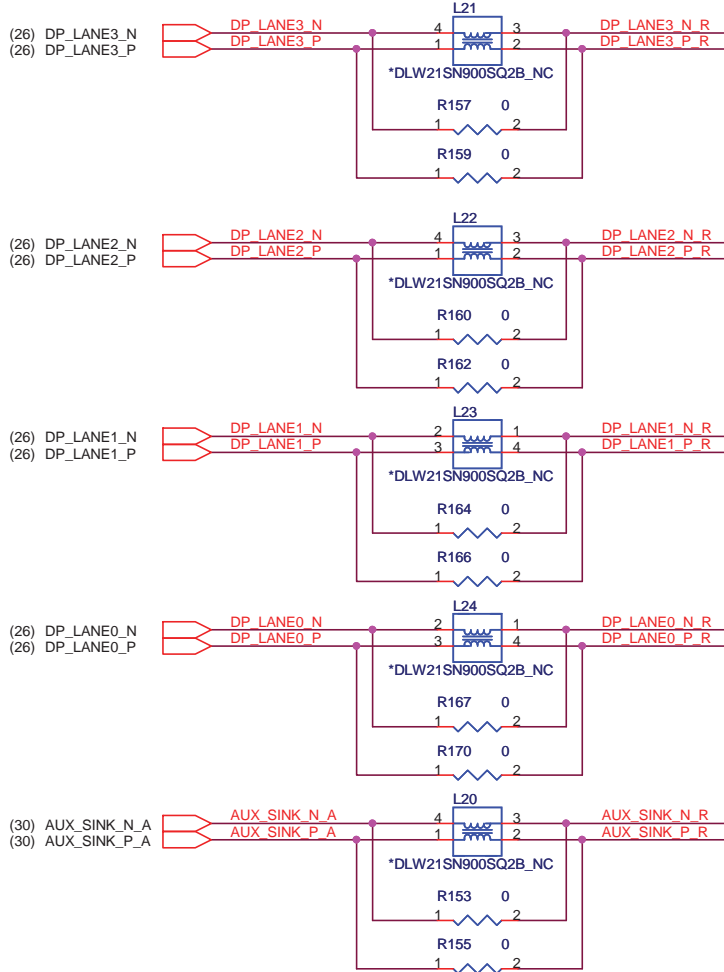 L21
(26) DP_LANE3_N DP_LANE3_N 4 3 DP_LANE3_N_R
(26) DP_LANE3_P DP_LANE3_P 1 2 DP_LANE3_P_R
*DLW21SN900SQ2B_NC
R157 0
1 2
R159 0
1 2
L22
(26) DP_LANE2_N DP_LANE2_N 4 3 DP_LANE2_N_R
(26) DP_LANE2_P DP_LANE2_P 1 2 DP_LANE2_P_R
*DLW21SN900SQ2B_NC
R160 0
1 2
R162 0
1 2
L23
(26) DP_LANE1_N DP_LANE1_N 2 1 DP_LANE1_N_R
(26) DP_LANE1_P DP_LANE1_P 3 4 DP_LANE1_P_R
*DLW21SN900SQ2B_NC
R164 0
1 2
R166 0
1 2
L24
(26) DP_LANE0_N DP_LANE0_N 2 1 DP_LANE0_N_R
(26) DP_LANE0_P DP_LANE0_P 3 4 DP_LANE0_P_R
*DLW21SN900SQ2B_NC
R167 0
1 2
R170 0
1 2
L20
(30) AUX_SINK_N_A AUX_SINK_N_A 4 3 AUX_SINK_N_R
(30) AUX_SINK_P_A AUX_SINK_P_A 1 2 AUX_SINK_P_R
*DLW21SN900SQ2B_NC
R153 0
1 2
R155 0
1 2